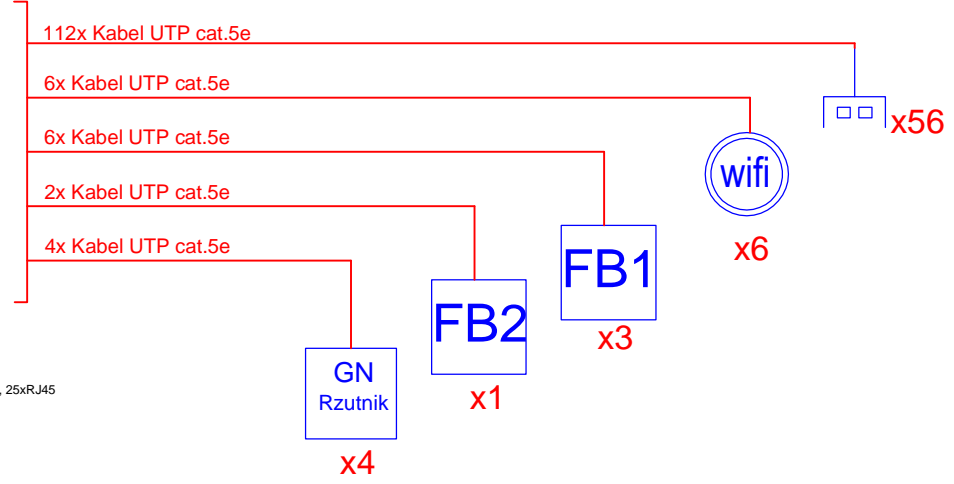 112x Kabel UTP cat.5e
6x Kabel UTP cat.5e
x56
6x Kabel UTP cat.5e
wifi
2x Kabel UTP cat.5e
x6
4x Kabel UTP cat.5e
FB1
FB2
x3
GN
Rzutnik
, 25xRJ45
x1
x4